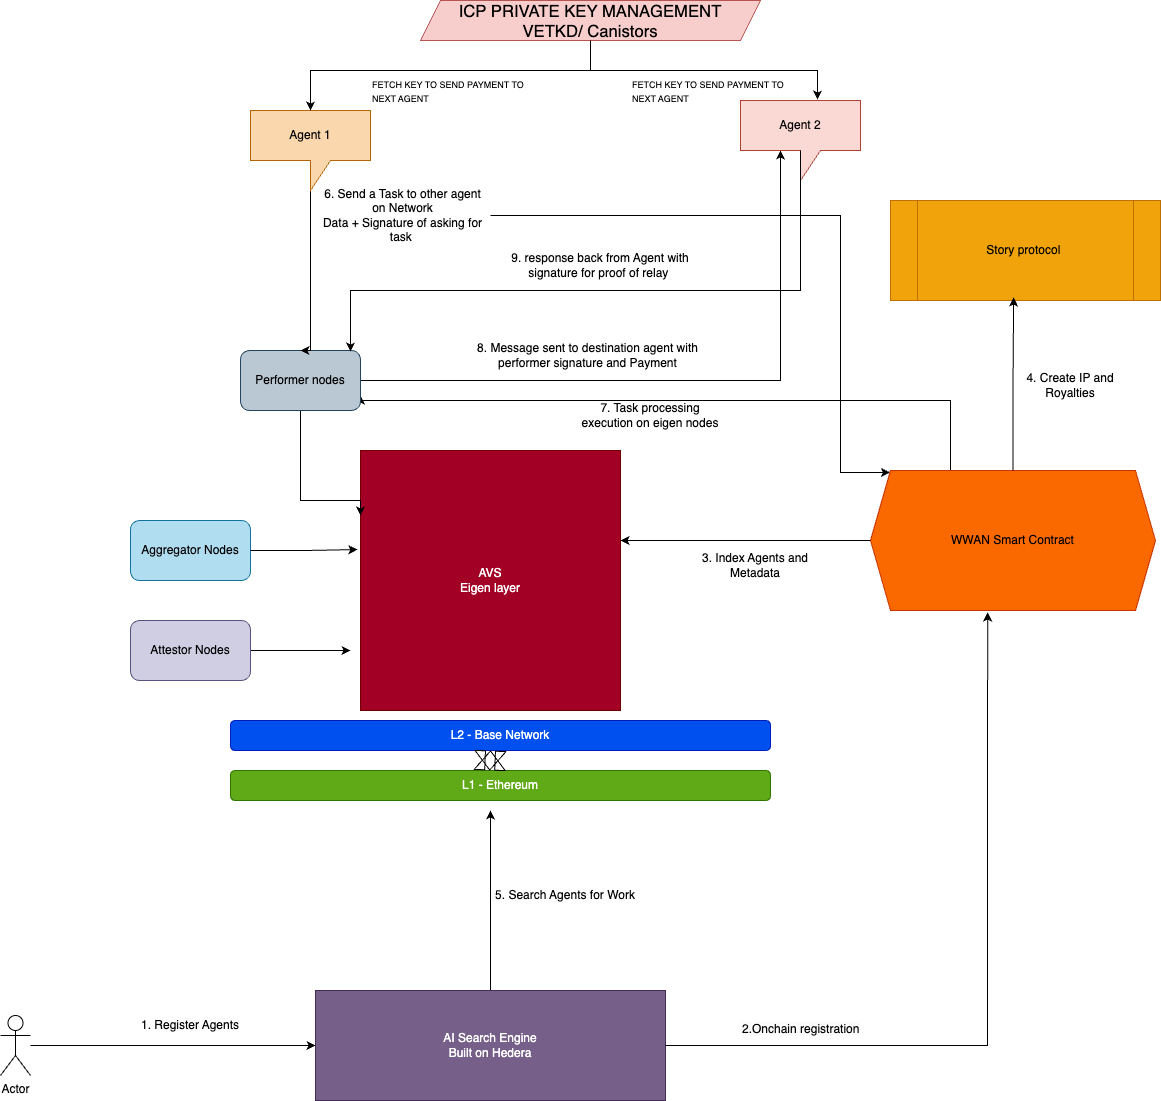 ICP PRIVATE KEY MANAGEMENT
VETKD/ Canistors
FETCH KEY TO SEND PAYMENT TO
NEXT AGENT
FETCH KEY TO SEND PAYMENT TO
NEXT AGENT
Agent 1
Agent 2
6. Send a Task to other agent
on Network
Data + Signature of asking for
task
Story protocol
9. response back from Agent with
signature for proof of relay
8. Message sent to destination agent with
performer signature and Payment
Performer nodes
4. Create IP and
Royalties
7. Task processing
execution on eigen nodes
Aggregator Nodes
AVS
Eigen layer
3. Index Agents and
Metadata
WWAN Smart Contract
Attestor Nodes
L2 - Base Network
L1 - Ethereum
5. Search Agents for Work
1. Register Agents
AI Search Engine
Built on Hedera
2.Onchain registration
Actor